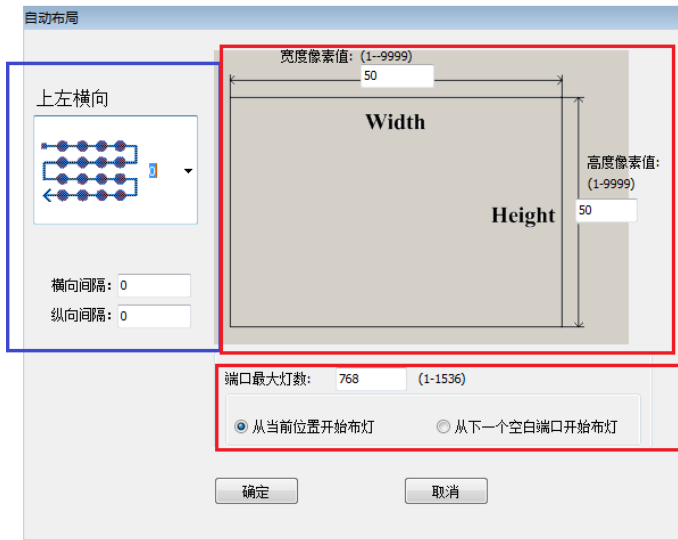 自动布局
宽度像素值: (1--9999)
50
上左横向
0
Width
高度像素值:
(1-9999)
50
Height
横向间隔: 0
纵向间隔: 0
端口最大灯数: 768 (1-1536)
从当前位置开始布灯 从下一个空白端口开始布灯
确定 取消